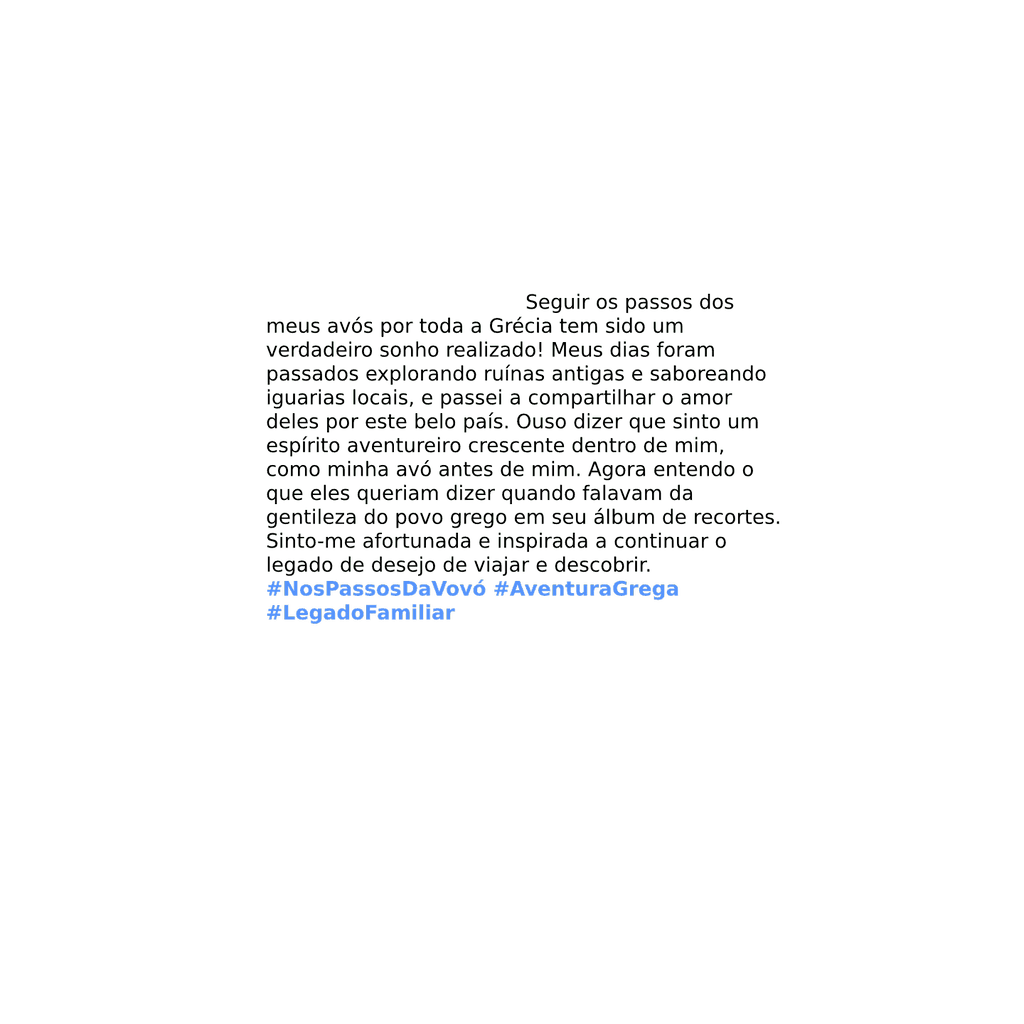 Seguir os passos dos
meus avós por toda a Grécia tem sido um
verdadeiro sonho realizado! Meus dias foram
passados explorando ruínas antigas e saboreando
iguarias locais, e passei a compartilhar o amor
deles por este belo país. Ouso dizer que sinto um
espírito aventureiro crescente dentro de mim,
como minha avó antes de mim. Agora entendo o
que eles queriam dizer quando falavam da
gentileza do povo grego em seu álbum de recortes.
Sinto-me afortunada e inspirada a continuar o
legado de desejo de viajar e descobrir.
#NosPassosDaVovó #AventuraGrega
#LegadoFamiliar